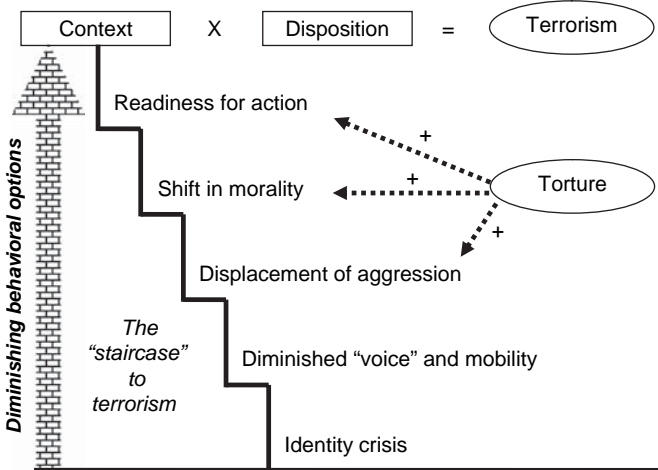 Context X Disposition = Terrorism
Readiness for action
+
Shift in morality
+
Torture
+
Displacement of aggression
Diminishing behavioral options
The
“staircase”
to
terrorism
Diminished “voice” and mobility
Identity crisis